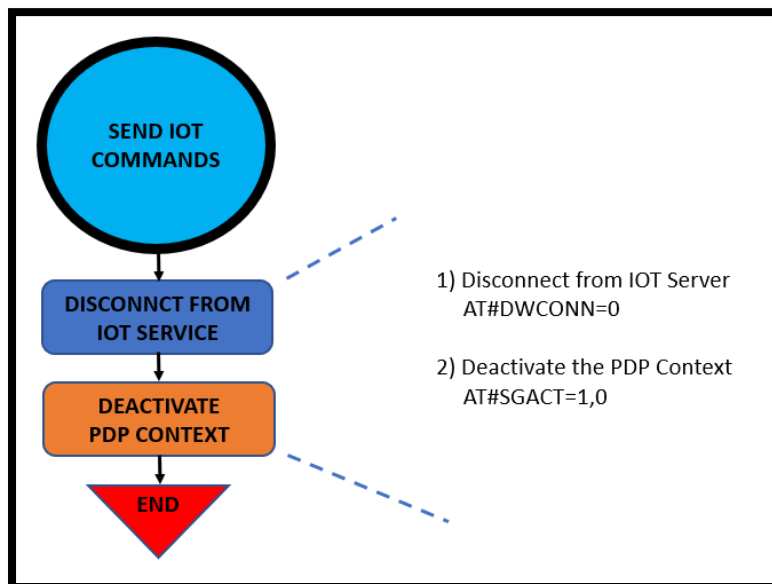 SEND IOT
COMMANDS
DISCONNCT FROM
IOT SERVICE
DEACTIVATE
PDP CONTEXT
END
1) Disconnect from IOT Server
AT#DWCONN=0
2) Deactivate the PDP Context
AT#SGACT=1,0